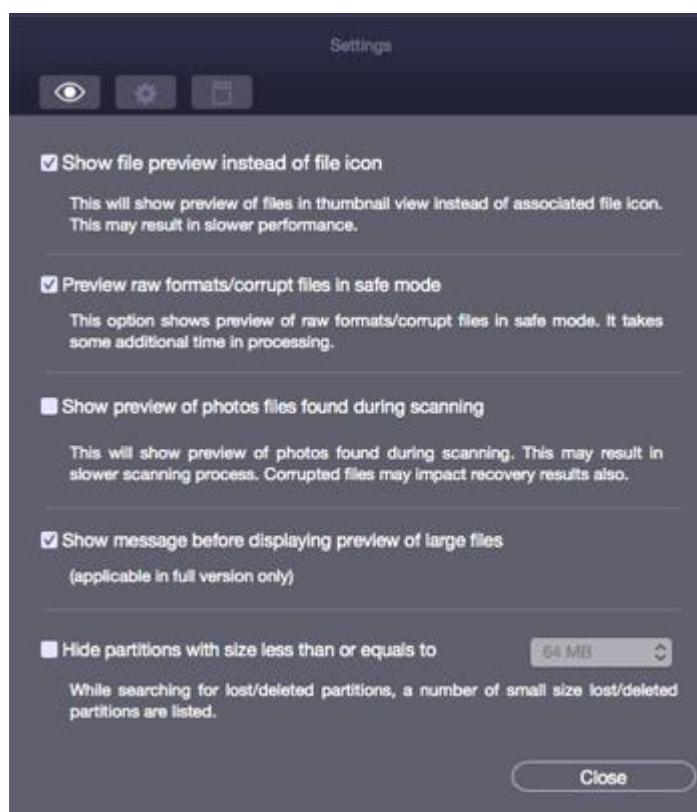 Settings
Show file preview instead of file icon
This will show preview of files in thumbnail view instead of associated file icon.
This may result in slower performance.
Preview raw formats/corrupt files in safe mode
This option shows preview of raw formats/corrupt files in safe mode. It takes
some additional time in processing.
Show preview of photos files found during scanning
This will show preview of photos found during scanning. This may result in
slower scanning process. Corrupted files may impact recovery results also.
Show message before displaying preview of large files
(applicable in full version only)
Hide partitions with size less than or equals to 64 MB
While searching for lost/deleted partitions, a number of small size lost/deleted
partitions are listed.
Close